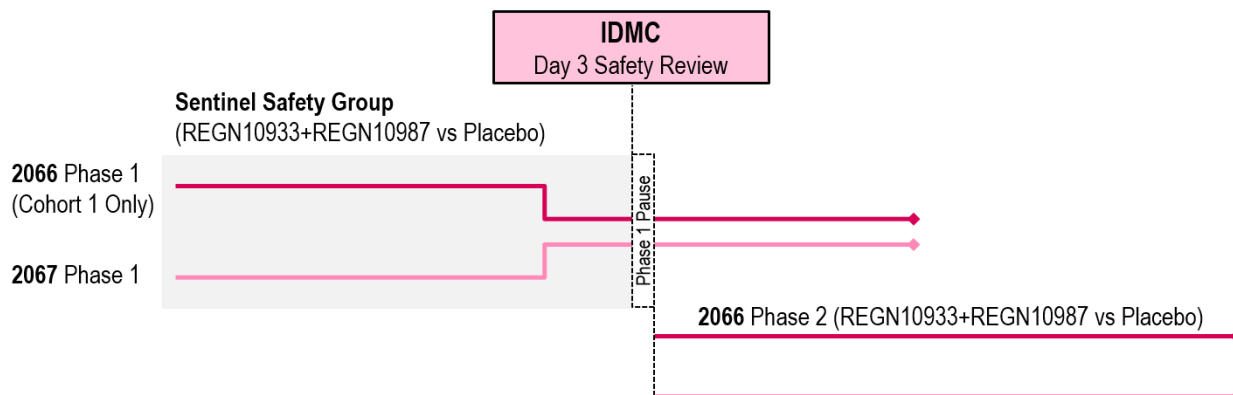 IDMC
Day 3 Safety Review
Sentinel Safety Group
(REGN10933+REGN10987 vs Placebo)
2066 Phase 1
(Cohort 1 Only)
2067 Phase 1
Phase 1 Pause
2066 Phase 2 (REGN10933+REGN10987 vs Placebo)